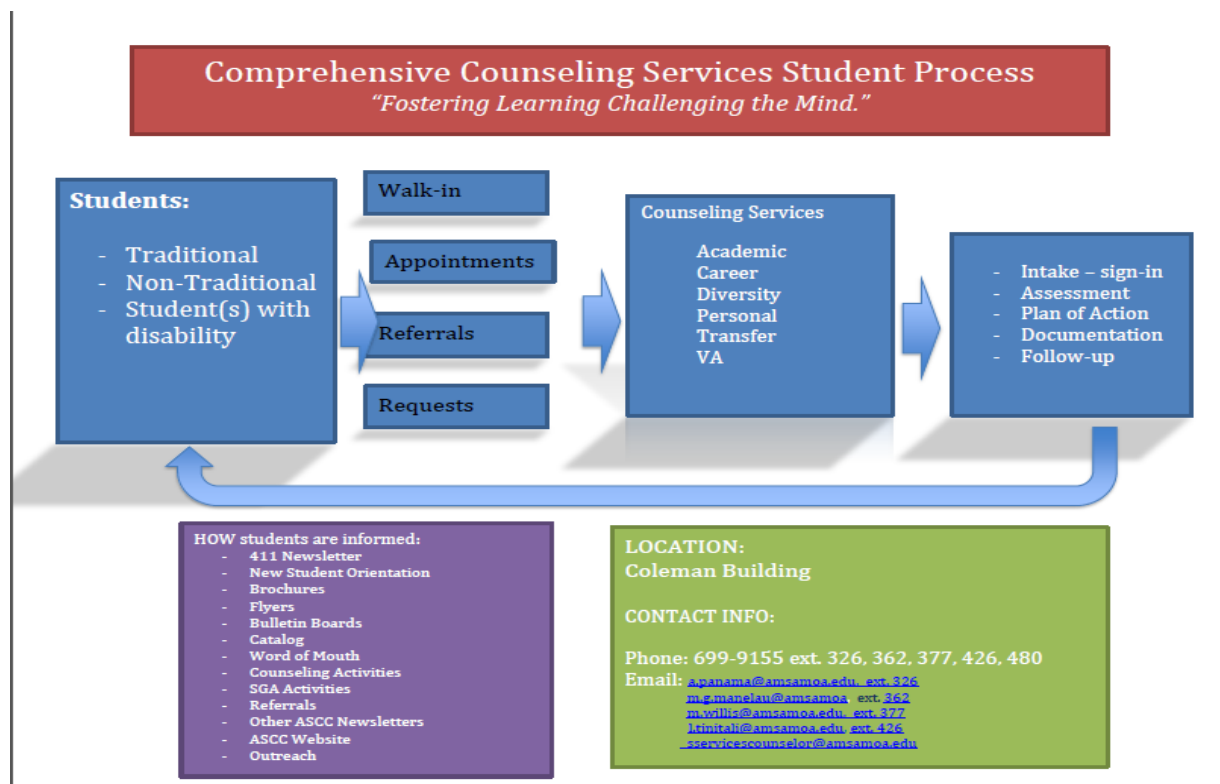 Comprehensive Counseling Services Student Process
“Fostering Learning Challenging the Mind.”
Students:
- Traditional
- Non-Traditional
- Student(s) with
disability
Walk-in
Appointments
Referrals
Requests
Counseling Services
Academic
Career
Diversity
Personal
Transfer
VA
- Intake – sign-in
- Assessment
- Plan of Action
- Documentation
- Follow-up
HOW students are informed:
- 411 Newsletter
- New Student Orientation
- Brochures
- Flyers
- Bulletin Boards
- Catalog
- Word of Mouth
- Counseling Activities
- SGA Activities
- Referrals
- Other ASCC Newsletters
- ASCC Website
- Outreach
LOCATION:
Coleman Building
CONTACT INFO:
Phone: 699-9155 ext. 326, 362, 377, 426, 480
Email: a.panama@amsamoa.edu, ext. 326
m.g.manelau@amsamoa, ext. 362
m.willis@amsamoa.edu, ext. 377
l.tinitali@amsamoa.edu, ext. 426
sservicescounselor@amsamoa.edu